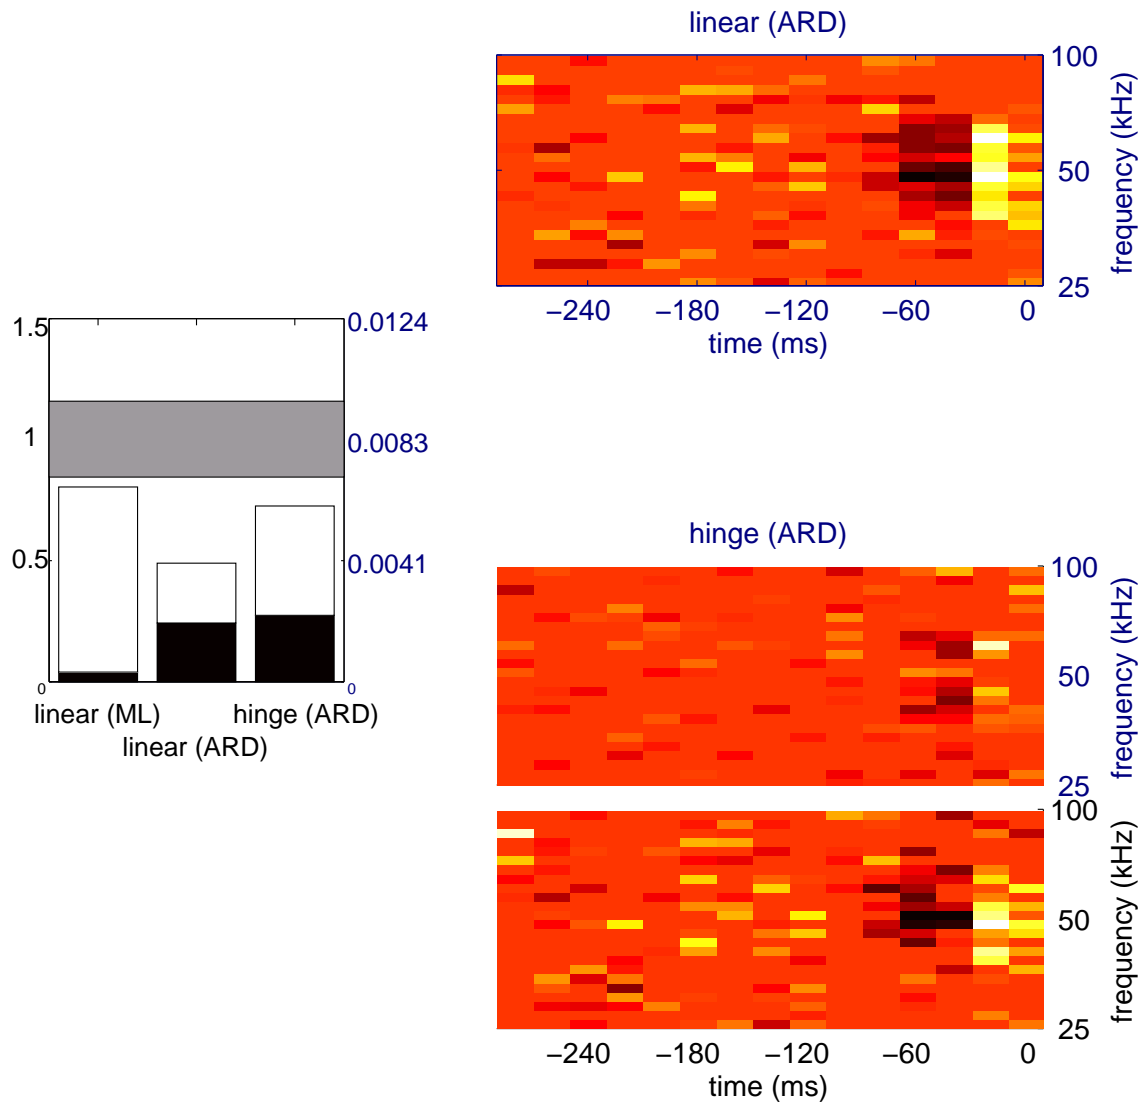 linear (ARD)
100
50
25
frequency (kHz)
−240 −180 −120 −60 0
time (ms)
1.5
1
0.5
0
0.0124
0.0083
0.0041
0
linear (ML) hinge (ARD)
linear (ARD)
hinge (ARD)
100
50
25
frequency (kHz)
100
50
25
frequency (kHz)
−240 −180 −120 −60 0
time (ms)